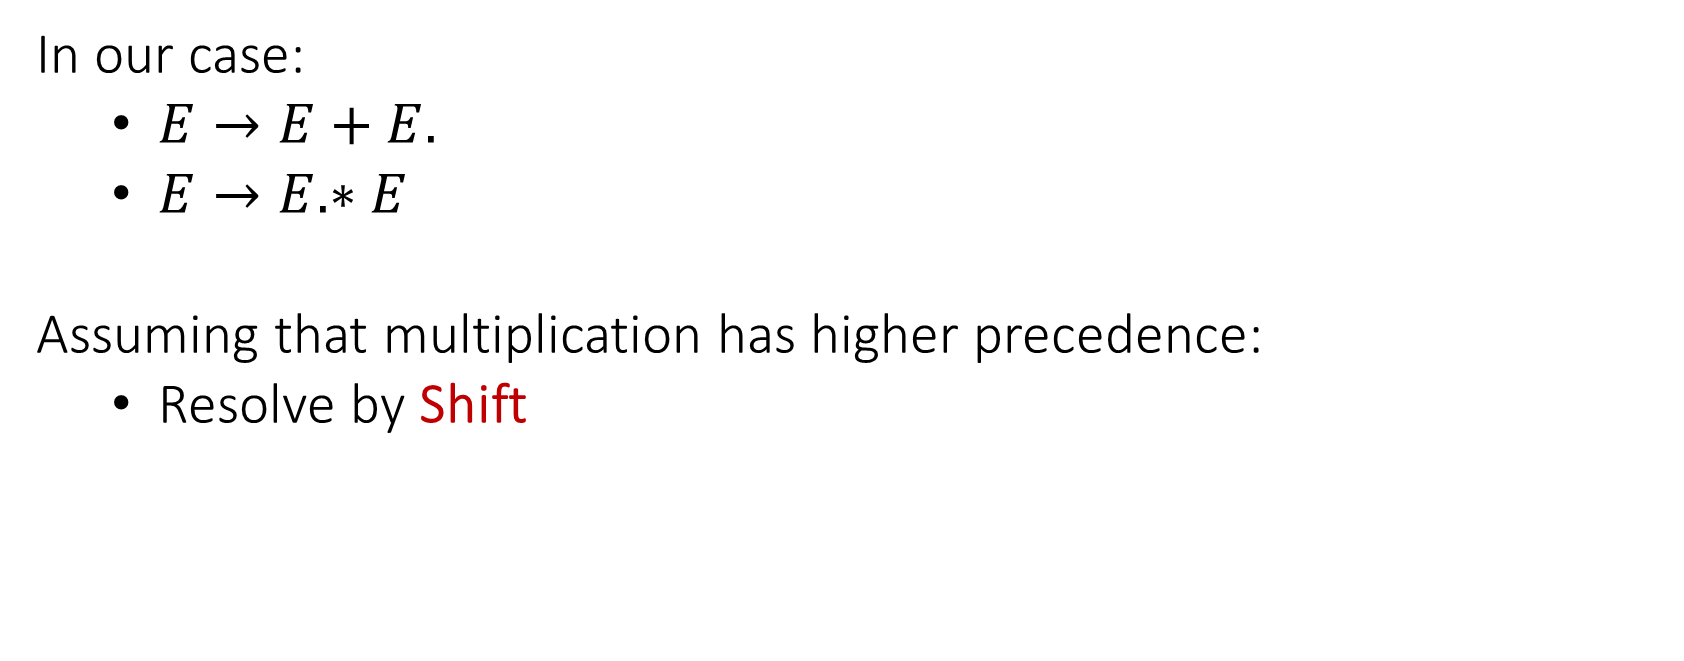 In our case:
• E → E + E.
• E → E.* E
Assuming that multiplication has higher precedence:
• Resolve by Shift